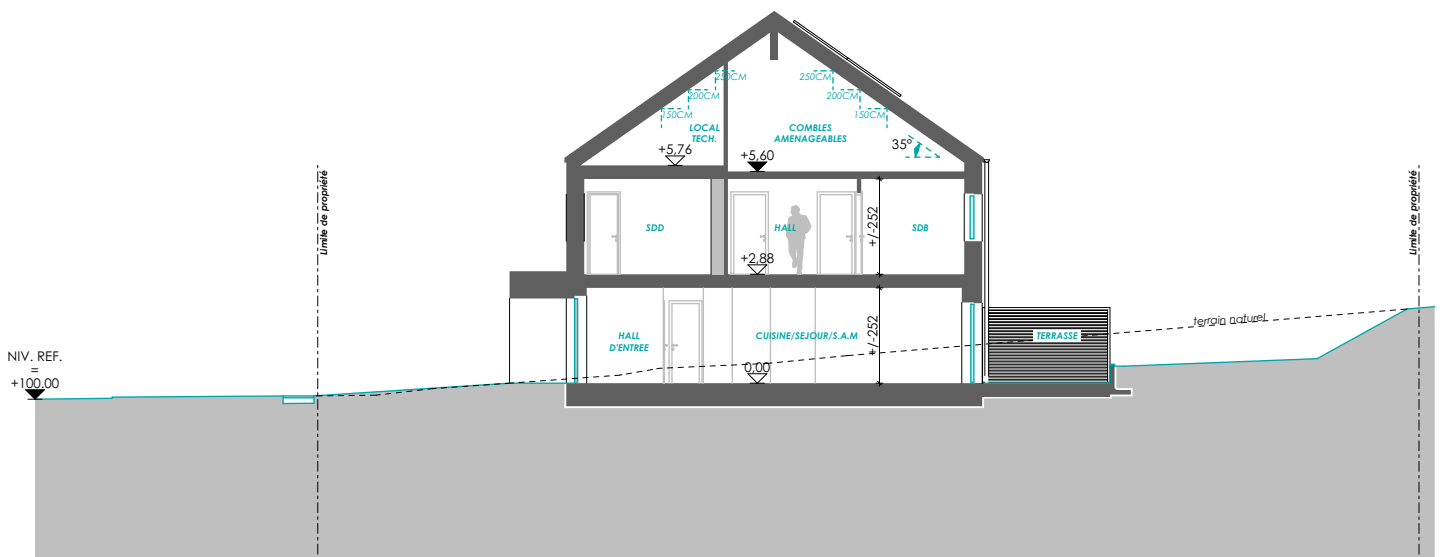 250CM
250CM
200CM
200CM
150CM
150CM
LOCAL
TECH.
COMBLES
AMENAGEABLES
35°
+5,76
+5,60
Limite de propriété
Limite de propriété
SDD
HALL
SDB
+/-252
+2,88
terrain naturel
HALL
D'ENTREE
CUISINE/SEJOUR/S.A.M
+/-252
TERRASSE
NIV. REF.
=
+100.00
0,00